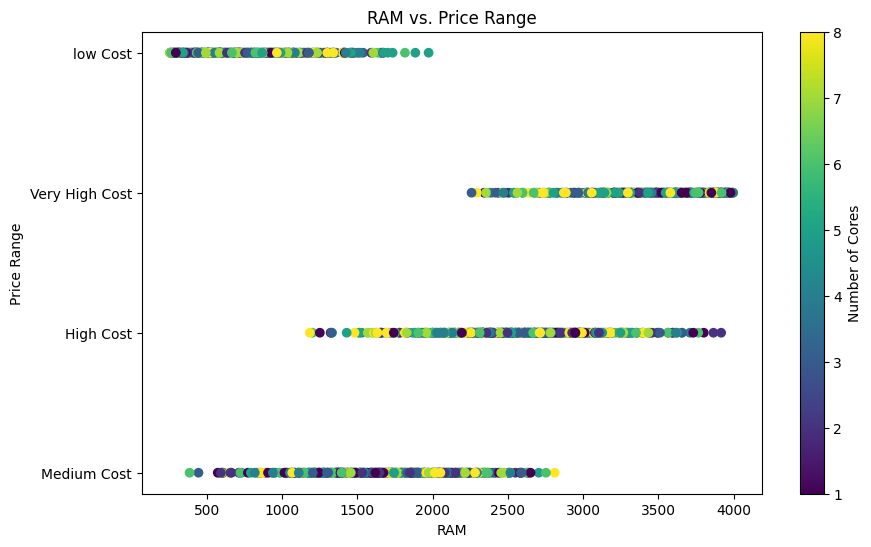 RAM vs. Price Range
low Cost
Very High Cost
High Cost
Medium Cost
Price Range
500 1000 1500 2000 2500 3000 3500 4000
RAM
8
7
6
5
4
3
2
1
Number of Cores